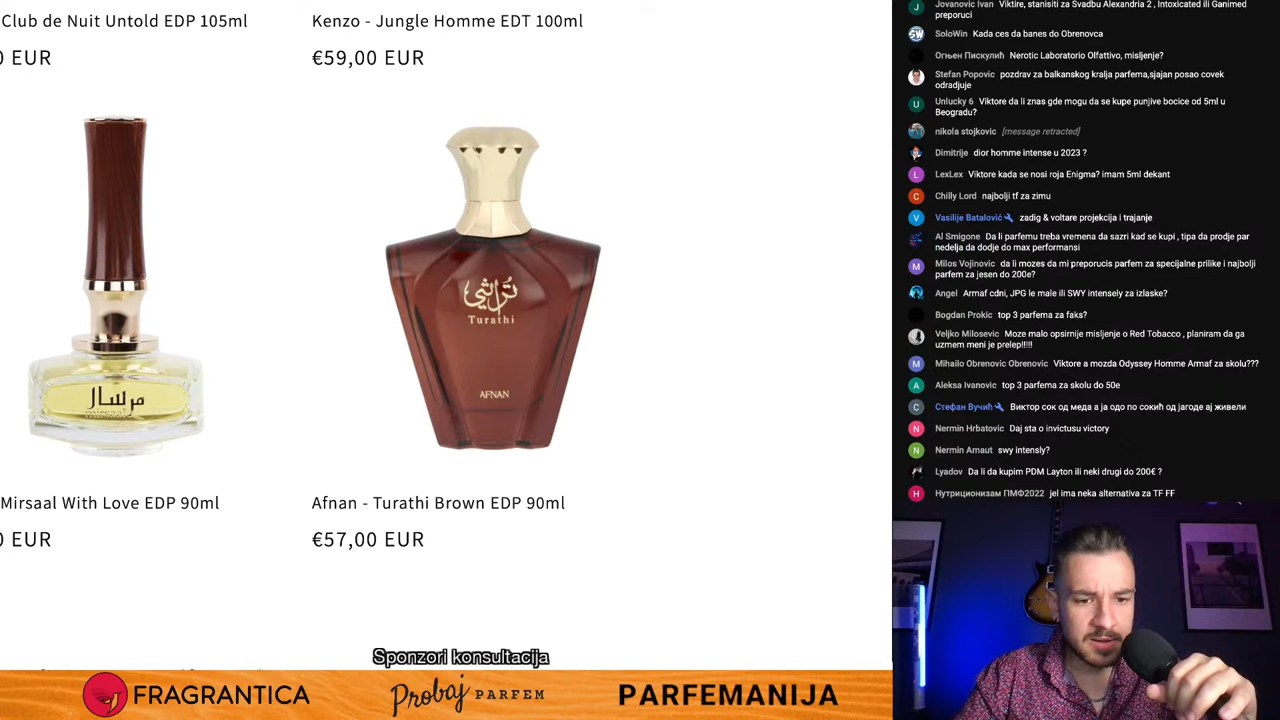 Club de Nuit Untold EDP 105ml
Kenzo - Jungle Homme EDT 100ml
0 EUR
€59,00 EUR
مرسال
mirsaal
تراثي
Turathi
AFNAN
Mirsaal With Love EDP 90ml
Afnan - Turathi Brown EDP 90ml
0 EUR
€57,00 EUR
Jovanovic Ivan Viktire, stanisiti za Svadbu Alexandria 2 , Intoxicated ili Ganimed
preporuci
SW
SoloWin Kada ces da banes do Obrenovca
Огњен Пискулић Nerotic Laboratorio Olfattivo, misljenje?
Stefan Popovic pozdrav za balkanskog kralja parfema,sjajan posao covek
odradjuje
U
Unlucky 6 Viktore da li znas gde mogu da se kupe punjive bocice od 5ml u
Beogradu?
nikola stojkovic [message retracted]
Dimitrije dior homme intense u 2023 ?
L
LexLex Viktore kada se nosi roja Enigma? imam 5ml dekant
C
Chilly Lord najbolji tf za zimu
V
Vasilije Batalović zadig & voltare projekcija i trajanje
Al Smigone Da li parfemu treba vremena da sazri kad se kupi , tipa da prodje par
nedelja da dodje do max performansi
M
Milos Vojinovic da li mozes da mi preporucis parfem za specijalne prilike i najbolji
parfem za jesen do 200e?
Angel Armaf cdni, JPG le male ili SWY intensely za izlaske?
Bogdan Prokic top 3 parfema za faks?
Veljko Milosevic Moze malo opsirnije misljenje o Red Tobacco , planiram da ga
uzmem meni je prelep!!!!!
M
Mihailo Obrenovic Obrenovic Viktore a mozda Odyssey Homme Armaf za skolu???
A
Aleksa Ivanovic top 3 parfema za skolu do 50e
С
Стефан Вучић Виктор сок од меда а ја одо по сокић од јагоде ај живели
N
Nermin Hrbatovic Daj sta o invictusu victory
N
Nermin Arnaut swy intensly?
Lyadov Da li da kupim PDM Layton ili neki drugi do 200€ ?
Н
Нутриционизам ПМФ2022 jel ima neka alternativa za TF FF
Sponzori konsultacija
FRAGRANTICA
Probaj PARFEM
PARFEMANIJA